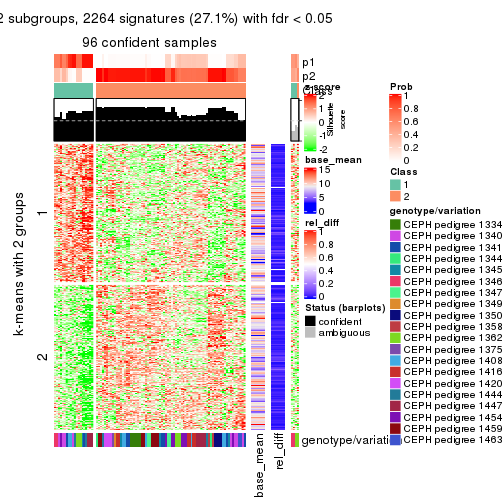 2 subgroups, 2264 signatures (27.1%) with fdr < 0.05
96 confident samples
p1
p2
Class
Silhouette
score
k-means with 2 groups
1
2
base_mean
rel_diff
genotype/variation
z-score
2
1
0
-1
-2
base_mean
15
10
5
0
rel_diff
1
0.8
0.6
0.4
0.2
0
Status (barplots)
confident
ambiguous
Prob
1
0.8
0.6
0.4
0.2
0
Class
1
2
genotype/variation
CEPH pedigree 1334
CEPH pedigree 1340
CEPH pedigree 1341
CEPH pedigree 1344
CEPH pedigree 1345
CEPH pedigree 1346
CEPH pedigree 1347
CEPH pedigree 1349
CEPH pedigree 1350
CEPH pedigree 1358
CEPH pedigree 1362
CEPH pedigree 1375
CEPH pedigree 1408
CEPH pedigree 1416
CEPH pedigree 1420
CEPH pedigree 1444
CEPH pedigree 1447
CEPH pedigree 1454
CEPH pedigree 1459
CEPH pedigree 1463